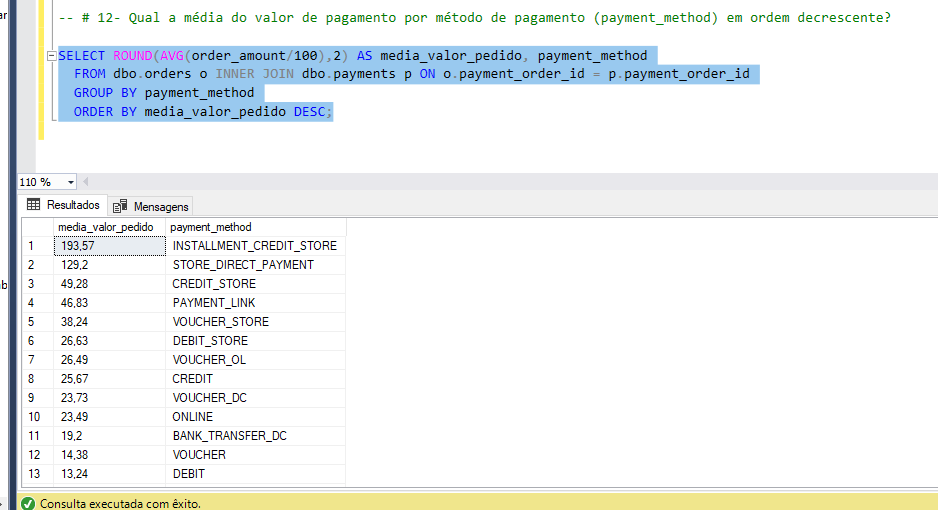 -- # 12- Qual a média do valor de pagamento por método de pagamento (payment_method) em ordem decrescente?
SELECT ROUND(AVG(order_amount/100),2) AS media_valor_pedido, payment_method
FROM dbo.orders o INNER JOIN dbo.payments p ON o.payment_order_id = p.payment_order_id
GROUP BY payment_method
ORDER BY media_valor_pedido DESC;
110 %
Resultados Mensagens
media_valor_pedido payment_method
1 193,57 INSTALLMENT_CREDIT_STORE
2 129,2 STORE_DIRECT_PAYMENT
3 49,28 CREDIT_STORE
4 46,83 PAYMENT_LINK
5 38,24 VOUCHER_STORE
6 26,63 DEBIT_STORE
7 26,49 VOUCHER_OL
8 25,67 CREDIT
9 23,73 VOUCHER_DC
10 23,49 ONLINE
11 19,2 BANK_TRANSFER_DC
12 14,38 VOUCHER
13 13,24 DEBIT
Consulta executada com êxito.